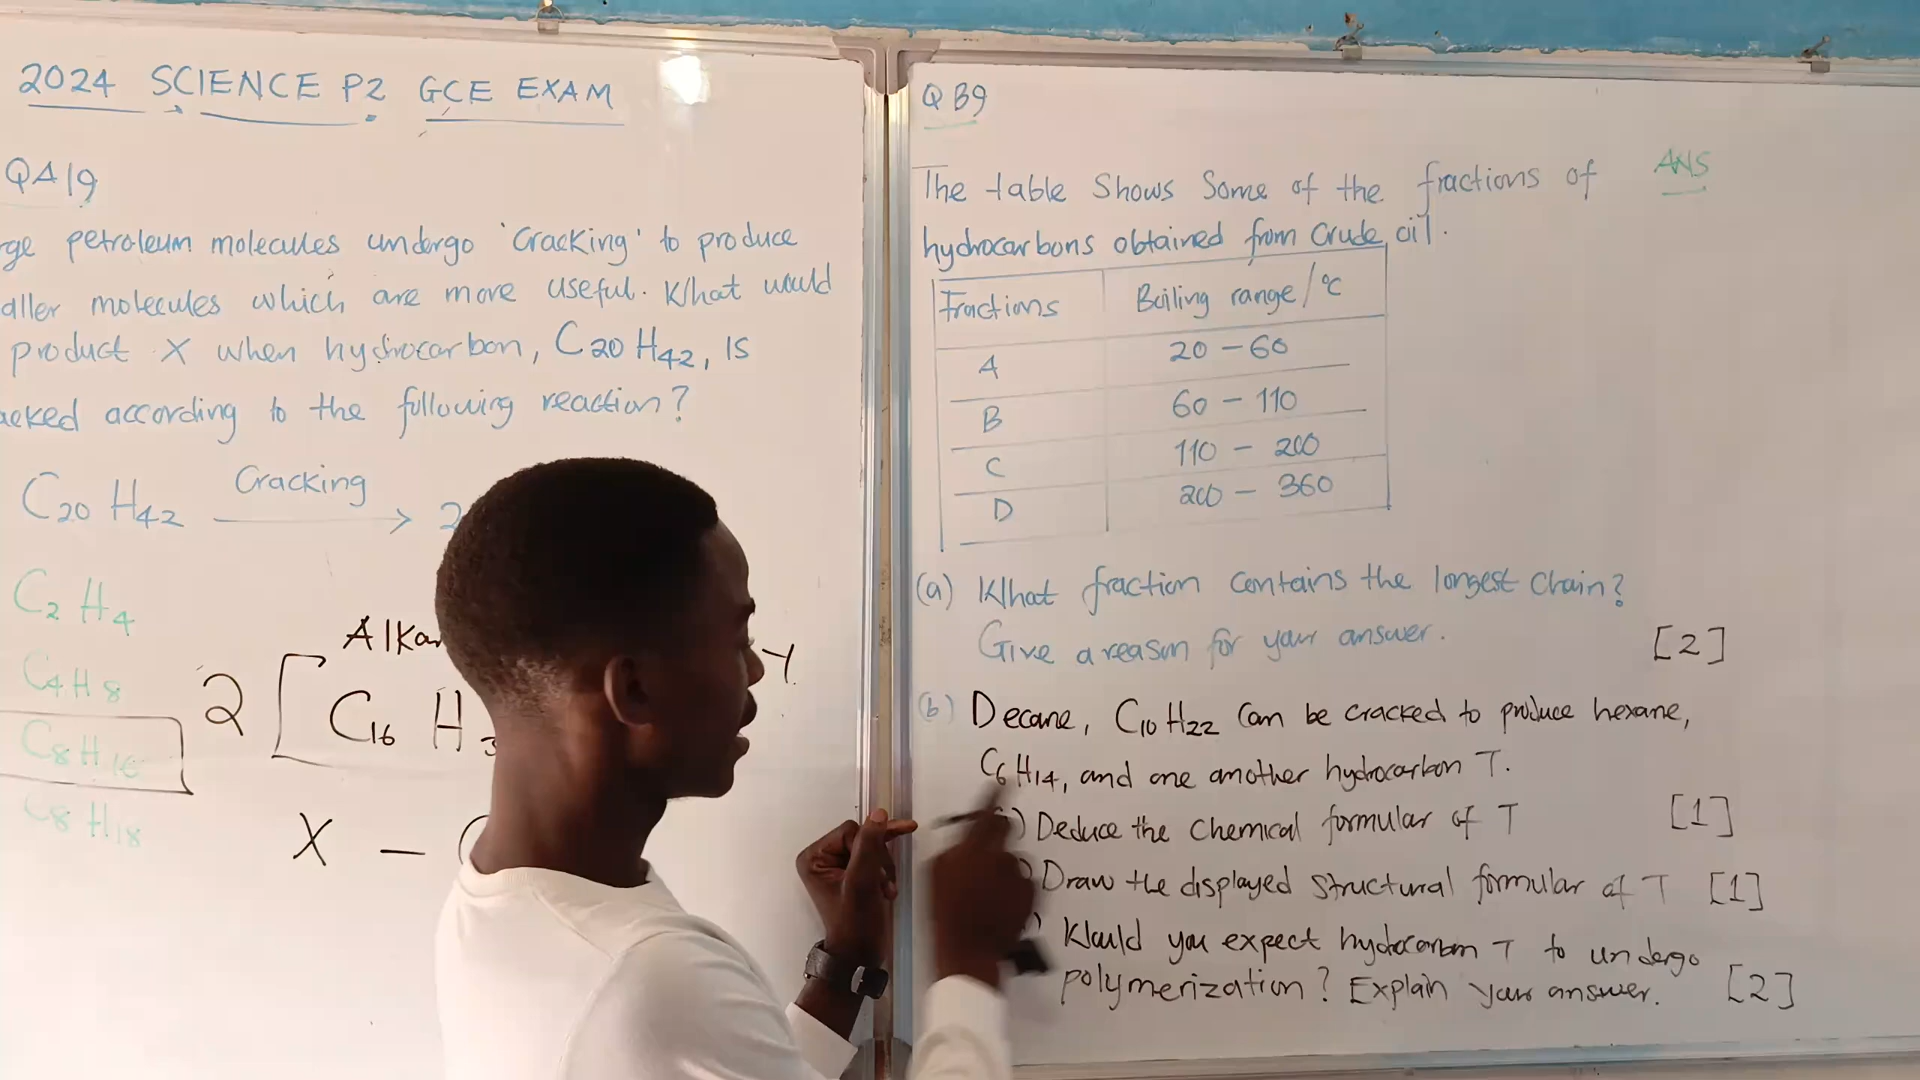 2024 SCIENCE P2 GCE EXAM
QA19
petroleum molecules undergo 'Cracking' to produce
molecules which are more useful. What would
product X when hydrocarbon, C20H42, is
according to the following reaction?
C20 H42 Cracking → 2
C2 H4
C4 H8
C8 H16
C8 H18
2 [ C16 H
X -
Q B9
The table Shows Some of the fractions of
hydrocarbons obtained from Crude oil.
ANS
Fractions Boiling range / °C
A 20 - 60
B 60 - 110
C 110 - 200
D 200 - 360
(a) What fraction contains the longest chain?
Give a reason for your answer. [2]
(b) Decane, C10 H22 can be cracked to produce hexane,
C6 H14, and one another hydrocarbon T.
Deduce the chemical formular of T [1]
Draw the displayed structural formular of T [1]
Would you expect hydrocarbon T to undergo
polymerization? Explain your answer. [2]